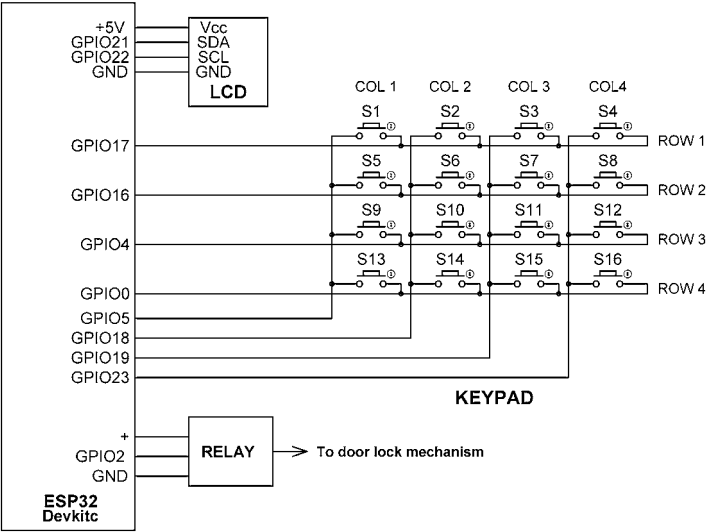 +5V Vcc
GPIO21 SDA
GPIO22 SCL
GND GND
LCD
COL 1 COL 2 COL 3 COL4
S1 S2 S3 S4
GPIO17 ROW 1
S5 S6 S7 S8
GPIO16 ROW 2
S9 S10 S11 S12
GPIO4 ROW 3
S13 S14 S15 S16
GPIO0 ROW 4
GPIO5
GPIO18
GPIO19
GPIO23
KEYPAD
+
GPIO2 RELAY To door lock mechanism
GND
ESP32
Devkitc